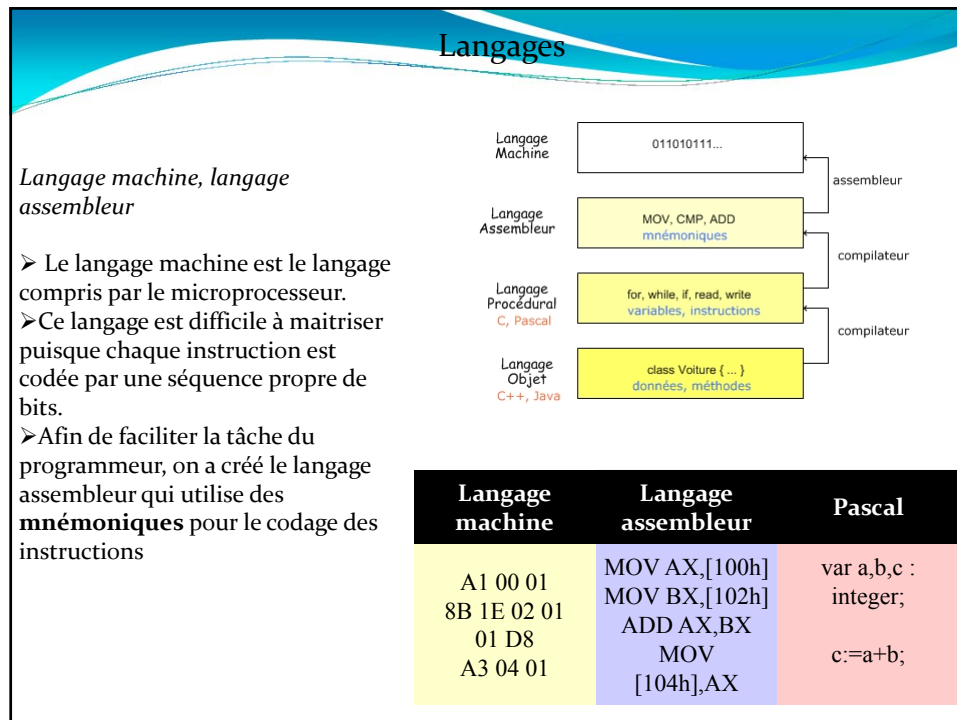 Langages
Langage machine, langage
assembleur
➢ Le langage machine est le langage
compris par le microprocesseur.
➢Ce langage est difficile à maitriser
puisque chaque instruction est
codée par une séquence propre de
bits.
➢Afin de faciliter la tâche du
programmeur, on a créé le langage
assembleur qui utilise des
mnémoniques pour le codage des
instructions
Langage
Machine
011010111...
assembleur
Langage
Assembleur
MOV, CMP, ADD
mnémoniques
compilateur
Langage
Procédural
C, Pascal
for, while, if, read, write
variables, instructions
compilateur
Langage
Objet
C++, Java
class Voiture { ... }
données, méthodes
Langage
machine
Langage
assembleur
Pascal
A1 00 01
8B 1E 02 01
01 D8
A3 04 01
MOV AX,[100h]
MOV BX,[102h]
ADD AX,BX
MOV
[104h],AX
var a,b,c :
integer;
c:=a+b;